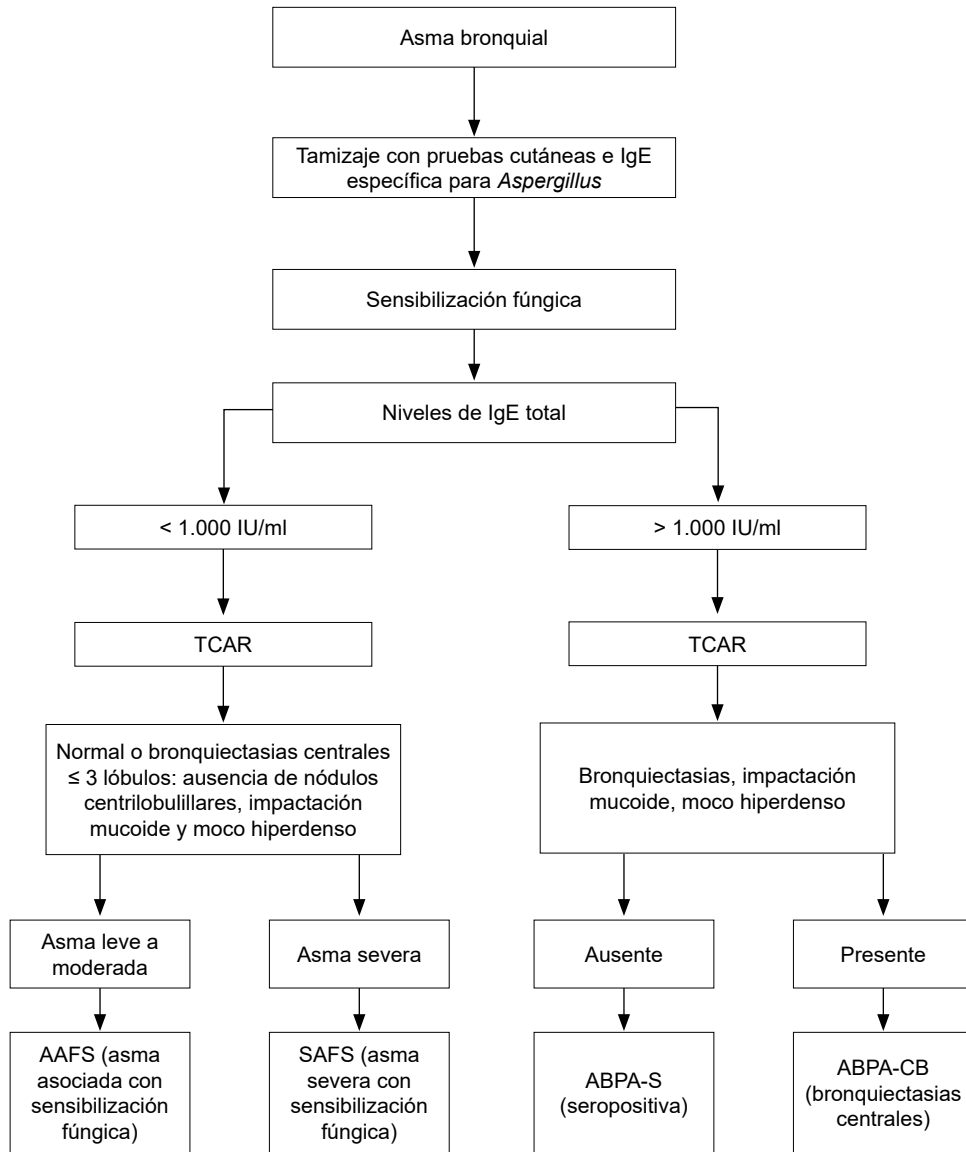 Asma bronquial
Tamizaje con pruebas cutáneas e IgE
específica para Aspergillus
Sensibilización fúngica
Niveles de IgE total
< 1.000 IU/ml
> 1.000 IU/ml
TCAR
TCAR
Normal o bronquiectasias centrales
≤ 3 lóbulos: ausencia de nódulos
centrilobulillares, impactación
mucoide y moco hiperdenso
Bronquiectasias, impactación
mucoide, moco hiperdenso
Asma leve a
moderada
Asma severa
Ausente
Presente
AAFS (asma
asociada con
sensibilización
fúngica)
SAFS (asma
severa con
sensibilización
fúngica)
ABPA-S
(seropositiva)
ABPA-CB
(bronquiectasias
centrales)